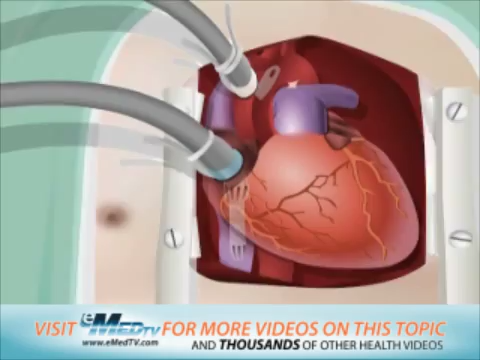 VISIT eMedTV FOR MORE VIDEOS ON THIS TOPIC
www.eMedTV.com AND THOUSANDS OF OTHER HEALTH VIDEOS